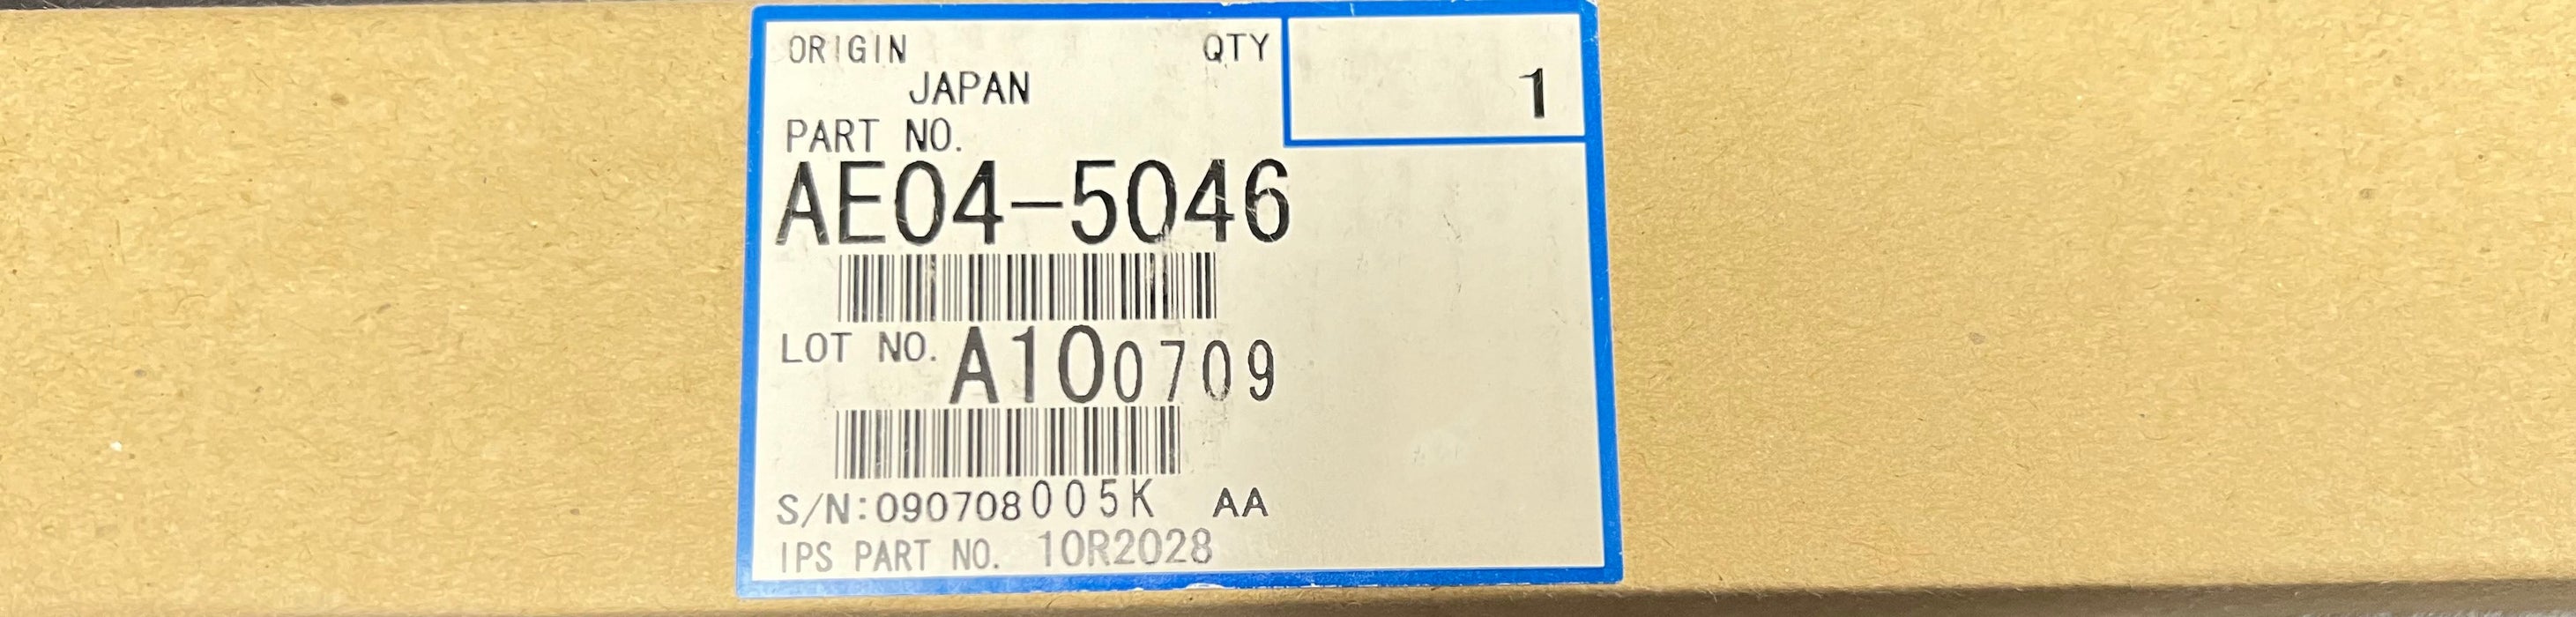 ORIGIN QTY
JAPAN 1
PART NO.
AE04-5046
LOT NO. A100709
S/N:090708005K AA
IPS PART NO. 10R2028